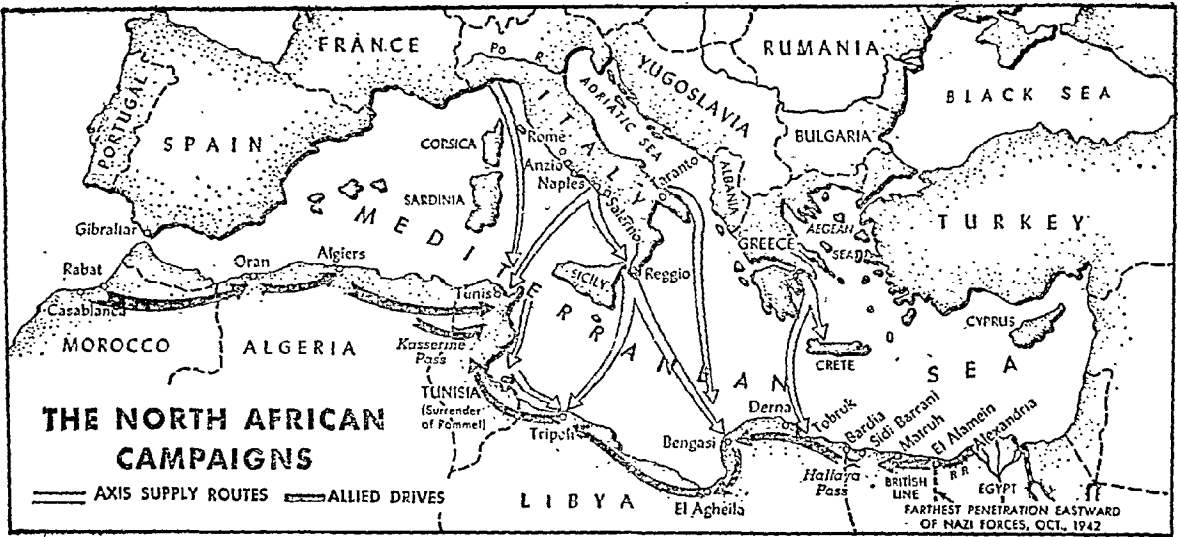 FRANCE
Po R.
RUMANIA
YUGOSLAVIA
BLACK SEA
PORTUGAL
SPAIN
ITALY
ADRIATIC SEA
BULGARIA
CORSICA
Rome
Anzio
Naples
Salerno
Taranto
ALBANIA
SARDINIA
TURKEY
MEDITERRANEAN SEA
GREECE
AEGEAN
SEA
Gibraltar
Rabat
Oran
Algiers
Casablanca
Tunis
SICILY
Reggio
CYPRUS
MOROCCO
ALGERIA
Kasserine
Pass
CRETE
TUNISIA
(Surrender
of Rommel)
Tripoli
Bengasi
Derna
Tobruk
Bardia
Sidi Barrani
Matruh
El Alamein
Alexandria
R R
Halfaya
Pass
BRITISH
LINE
EGYPT
THE NORTH AFRICAN
CAMPAIGNS
AXIS SUPPLY ROUTES
ALLIED DRIVES
LIBYA
El Agheila
FARTHEST PENETRATION EASTWARD
OF NAZI FORCES, OCT., 1942